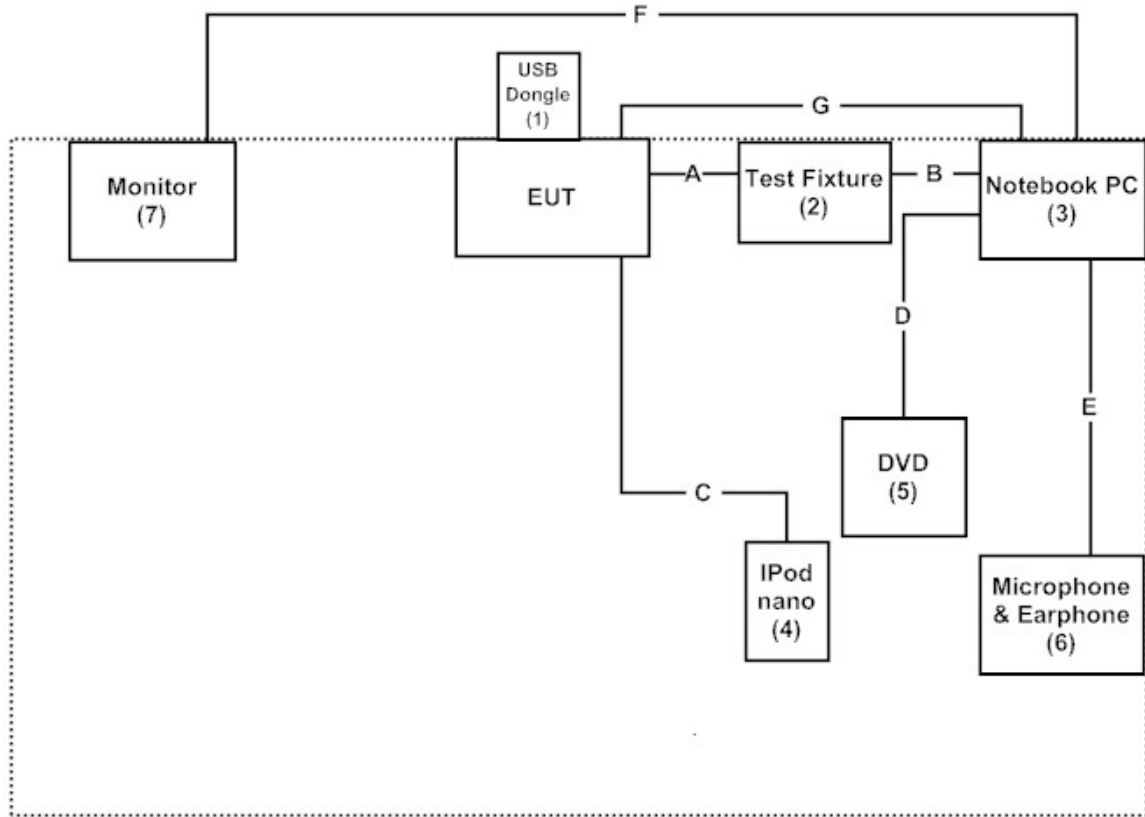 F
USB
Dongle
(1)
G
Monitor
(7)
EUT
A
Test Fixture
(2)
B
Notebook PC
(3)
D
E
DVD
(5)
C
IPod
nano
(4)
Microphone
& Earphone
(6)